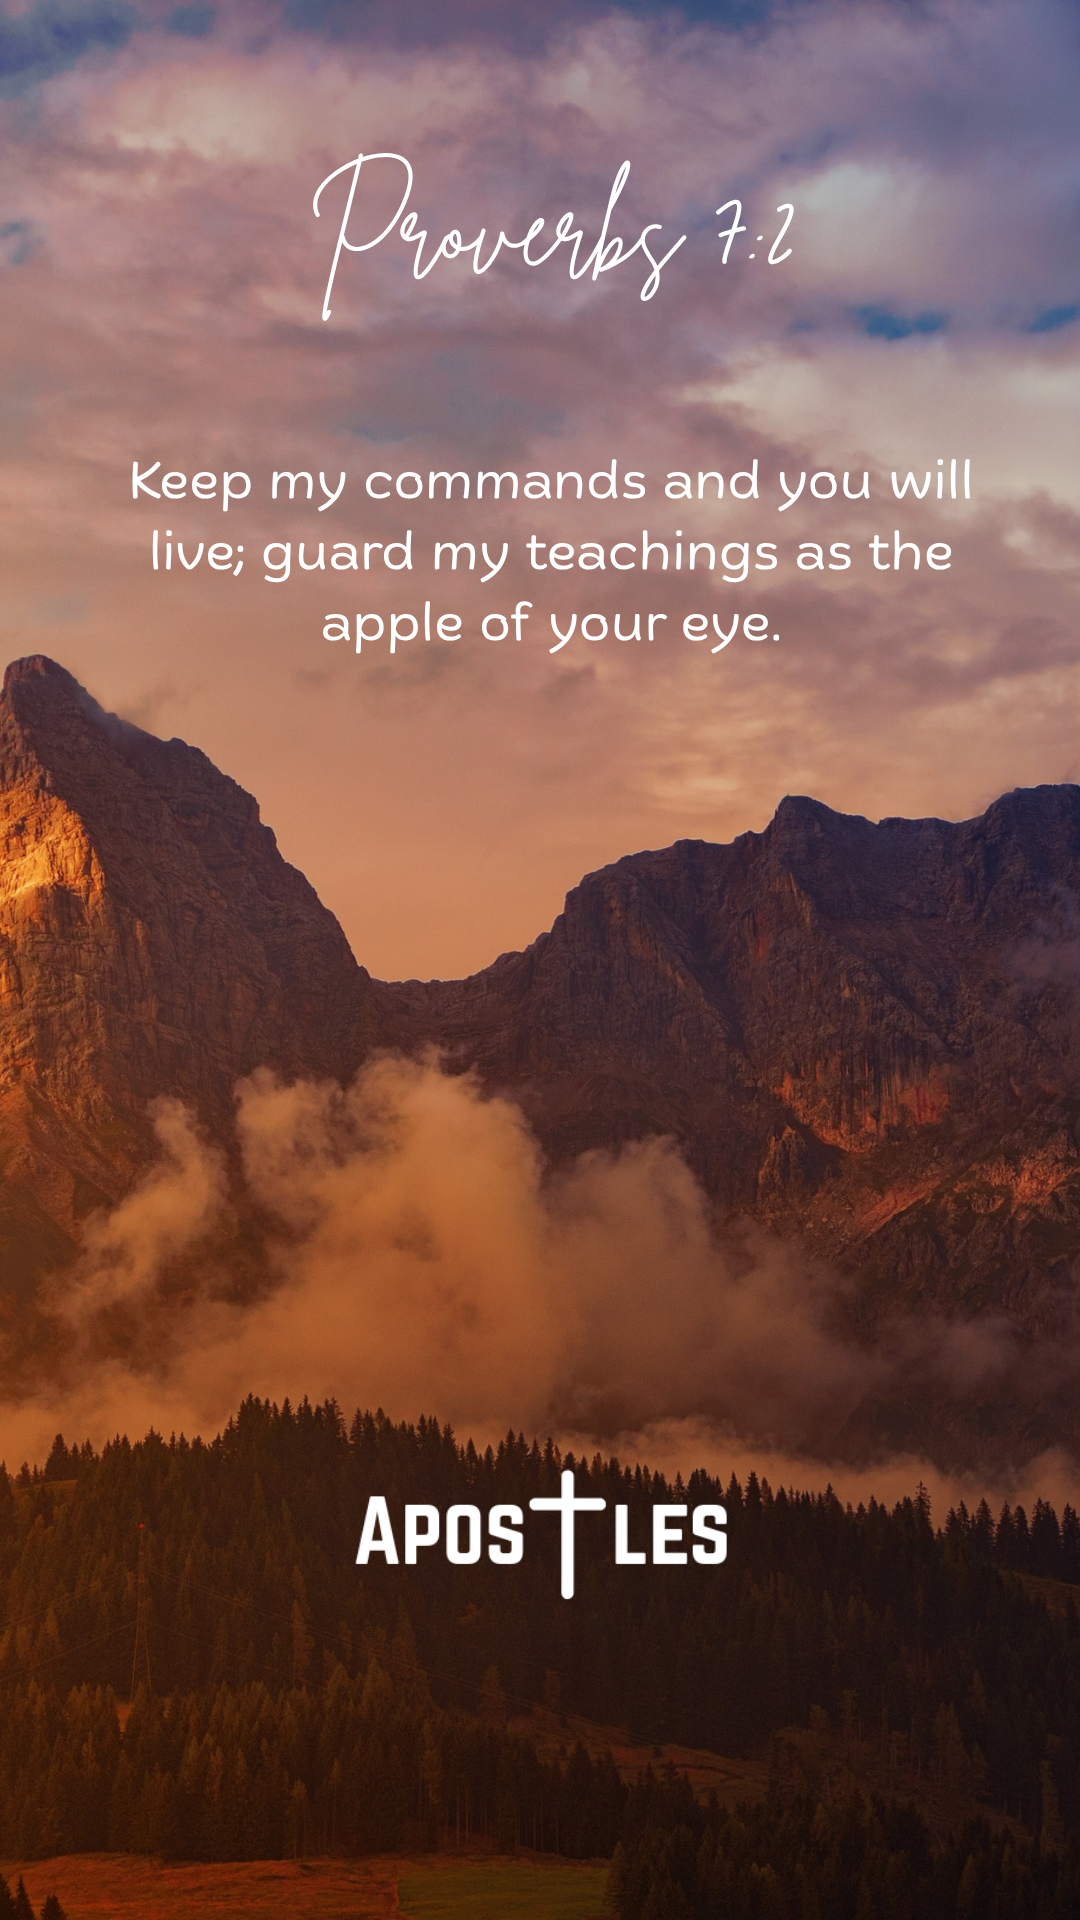 Proverbs 7:2
Keep my commands and you will
live; guard my teachings as the
apple of your eye.
APOSTLES